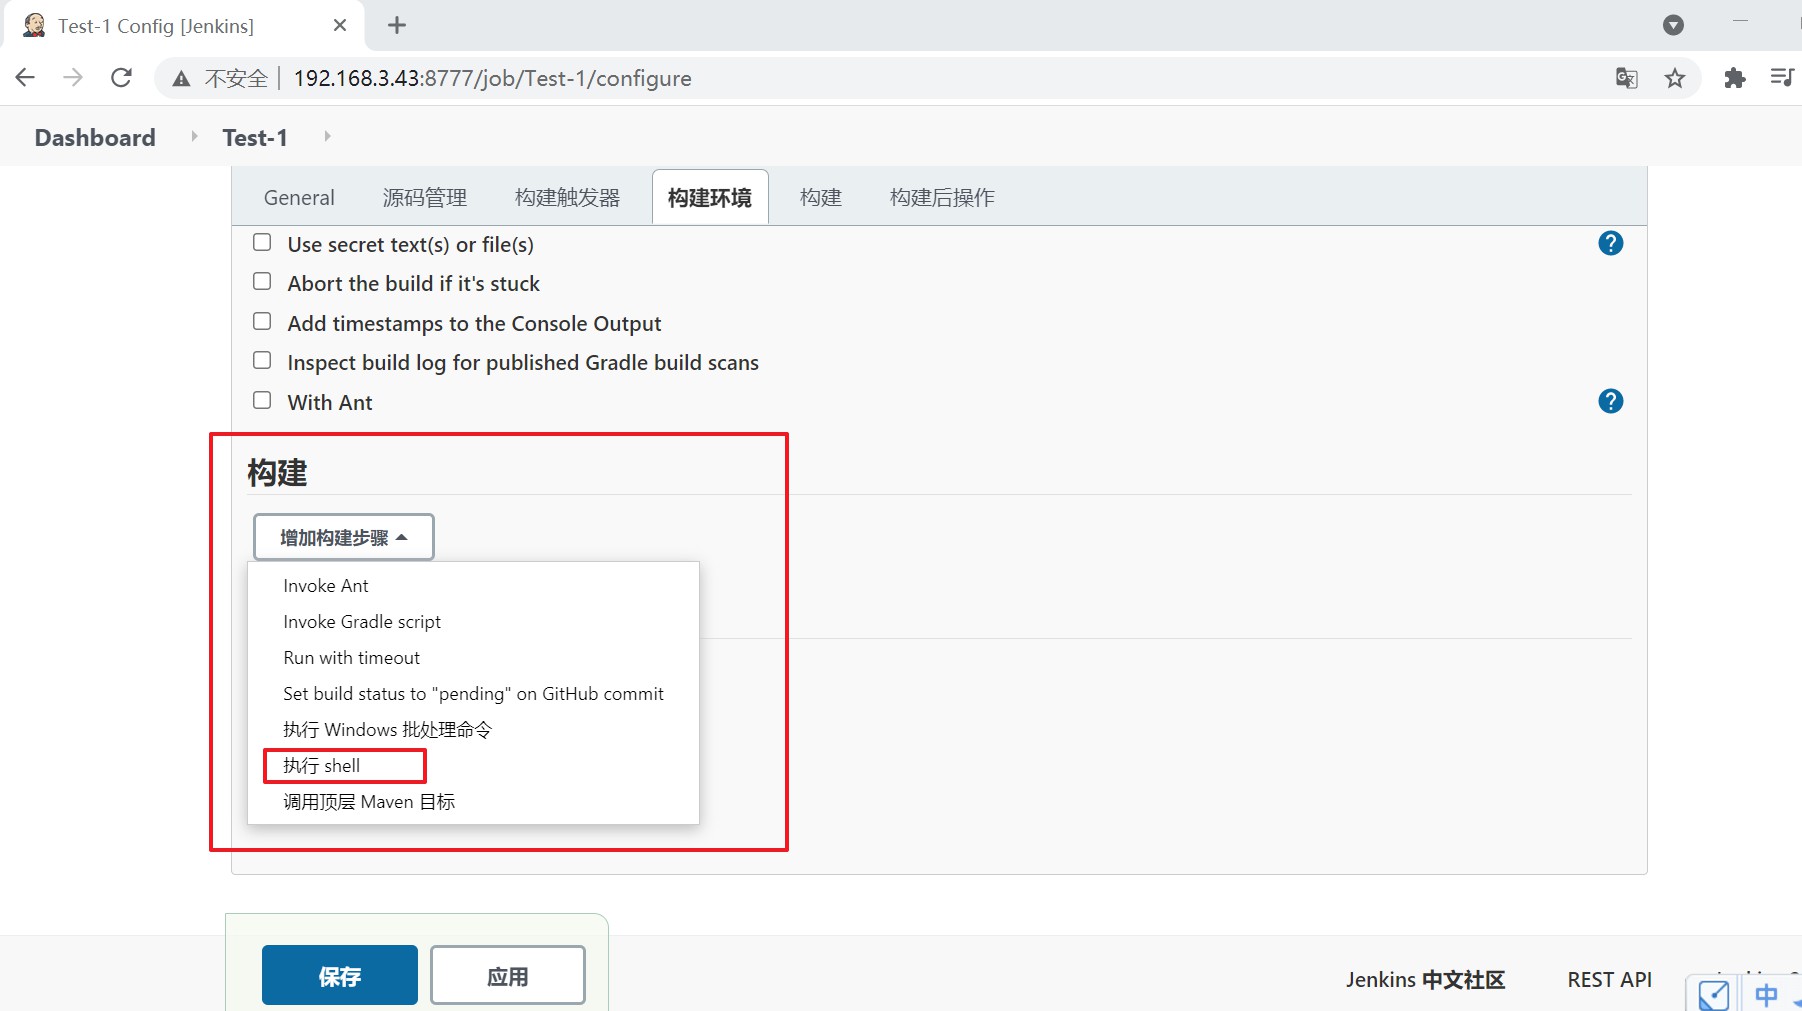 Test-1 Config [Jenkins]
不安全 192.168.3.43:8777/job/Test-1/configure
Dashboard Test-1
General 源码管理 构建触发器 构建环境 构建 构建后操作
Use secret text(s) or file(s)
Abort the build if it's stuck
Add timestamps to the Console Output
Inspect build log for published Gradle build scans
With Ant
构建
增加构建步骤
Invoke Ant
Invoke Gradle script
Run with timeout
Set build status to "pending" on GitHub commit
执行 Windows 批处理命令
执行 shell
调用顶层 Maven 目标
保存 应用
Jenkins 中文社区 REST API
中